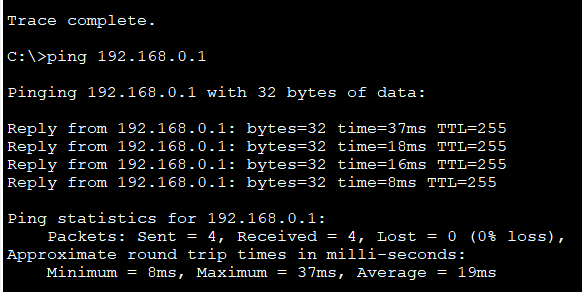 Trace complete.
C:\>ping 192.168.0.1
Pinging 192.168.0.1 with 32 bytes of data:
Reply from 192.168.0.1: bytes=32 time=37ms TTL=255
Reply from 192.168.0.1: bytes=32 time=18ms TTL=255
Reply from 192.168.0.1: bytes=32 time=16ms TTL=255
Reply from 192.168.0.1: bytes=32 time=8ms TTL=255
Ping statistics for 192.168.0.1:
    Packets: Sent = 4, Received = 4, Lost = 0 (0% loss),
Approximate round trip times in milli-seconds:
    Minimum = 8ms, Maximum = 37ms, Average = 19ms